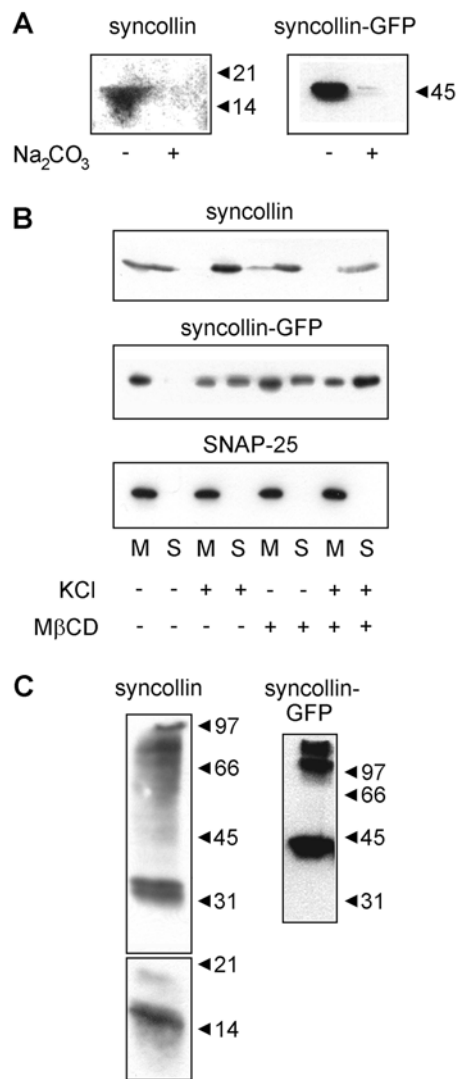 A
syncollin
syncollin-GFP
◄21
◄14
◄45
Na₂CO₃ - + - +
B
syncollin
syncollin-GFP
SNAP-25
M S M S M S M S
KCl - - + + - - + +
MβCD - - - - + + + +
C
syncollin
syncollin-
GFP
◄97
◄66
◄45
◄31
◄21
◄14
◄97
◄66
◄45
◄31